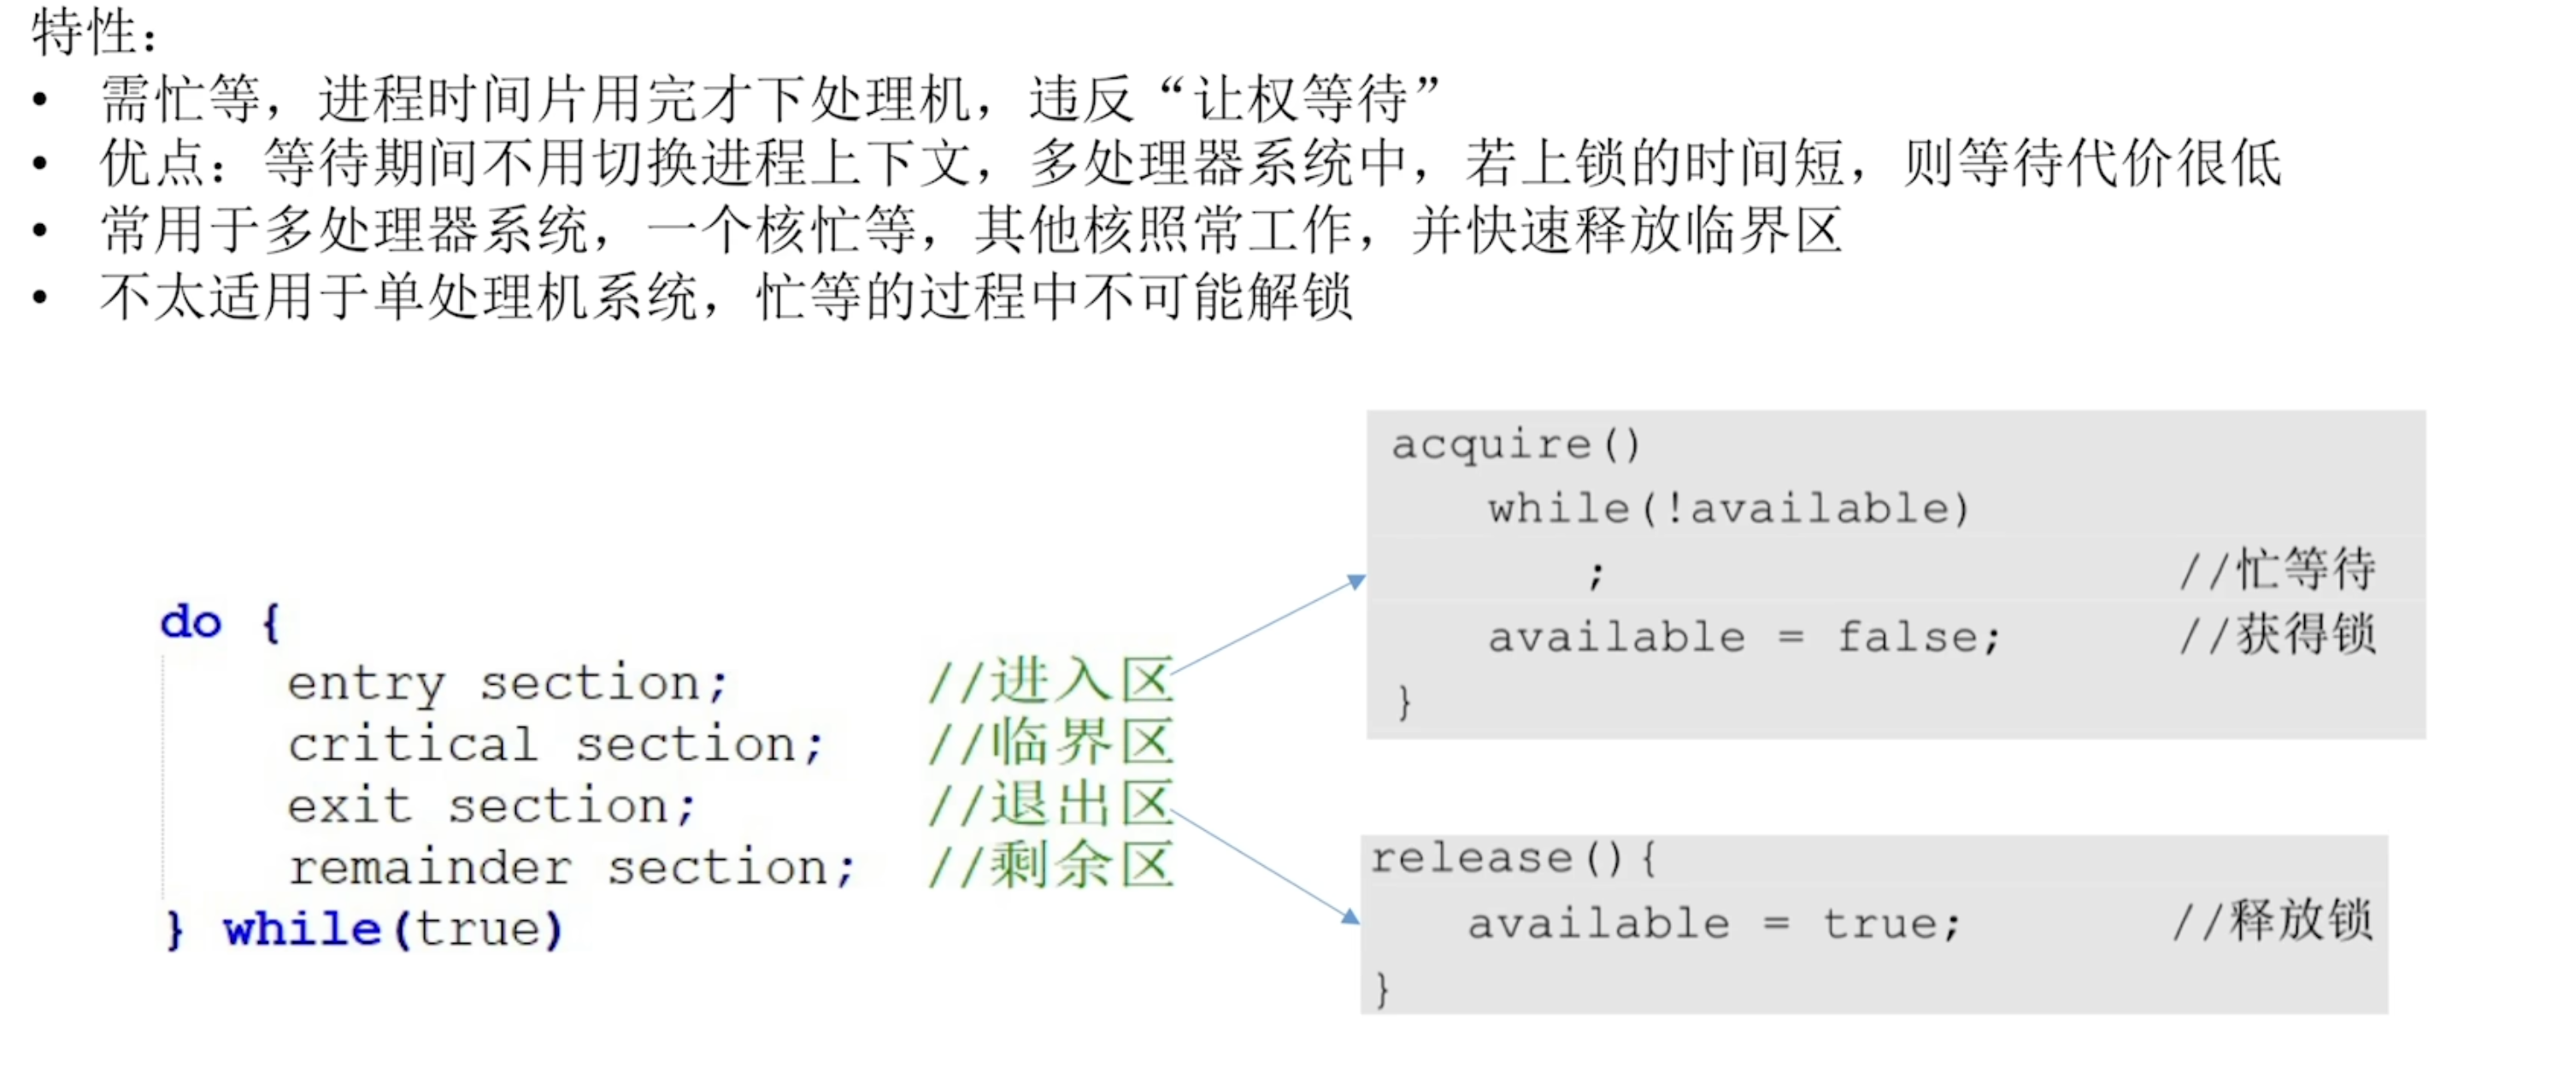 特性：
• 需忙等，进程时间片用完才下处理机，违反“让权等待”
• 优点：等待期间不用切换进程上下文，多处理器系统中，若上锁的时间短，则等待代价很低
• 常用于多处理器系统，一个核忙等，其他核照常工作，并快速释放临界区
• 不太适用于单处理机系统，忙等的过程中不可能解锁
do {
entry section; //进入区
critical section; //临界区
exit section; //退出区
remainder section; //剩余区
} while(true)
acquire()
while(!available)
; //忙等待
available = false; //获得锁
}
release(){
available = true; //释放锁
}